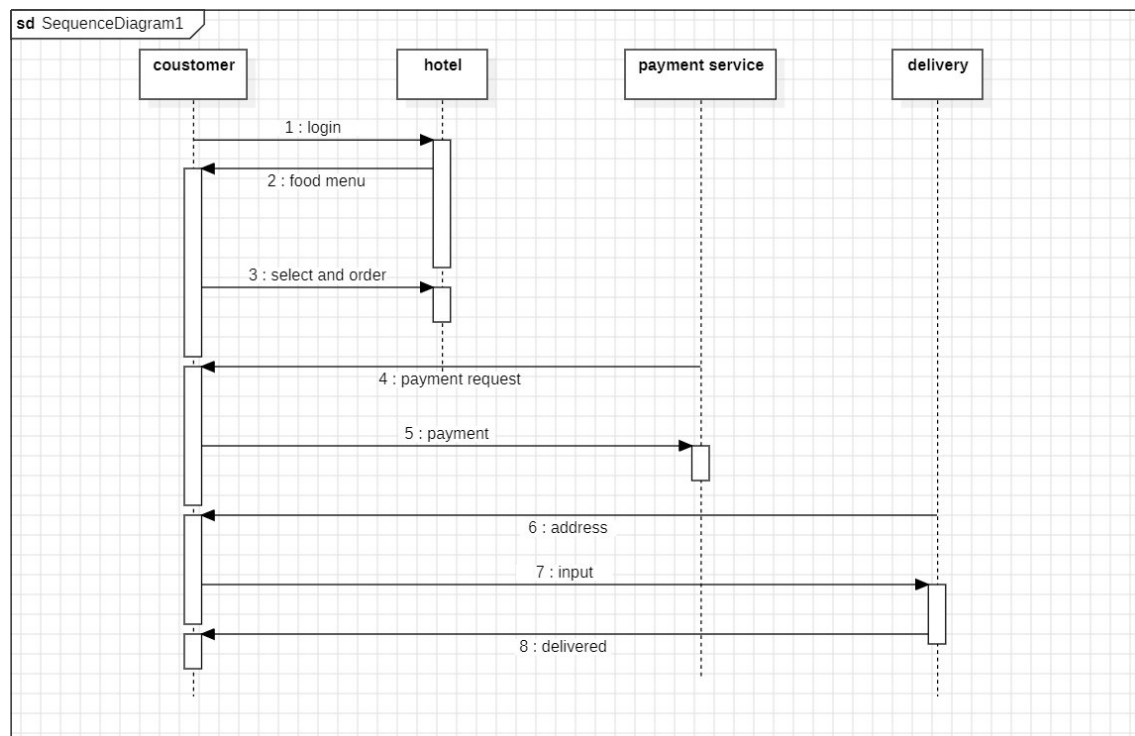 sd SequenceDiagram1
coustomer
hotel
payment service
delivery
1 : login
2 : food menu
3 : select and order
4 : payment request
5 : payment
6 : address
7 : input
8 : delivered